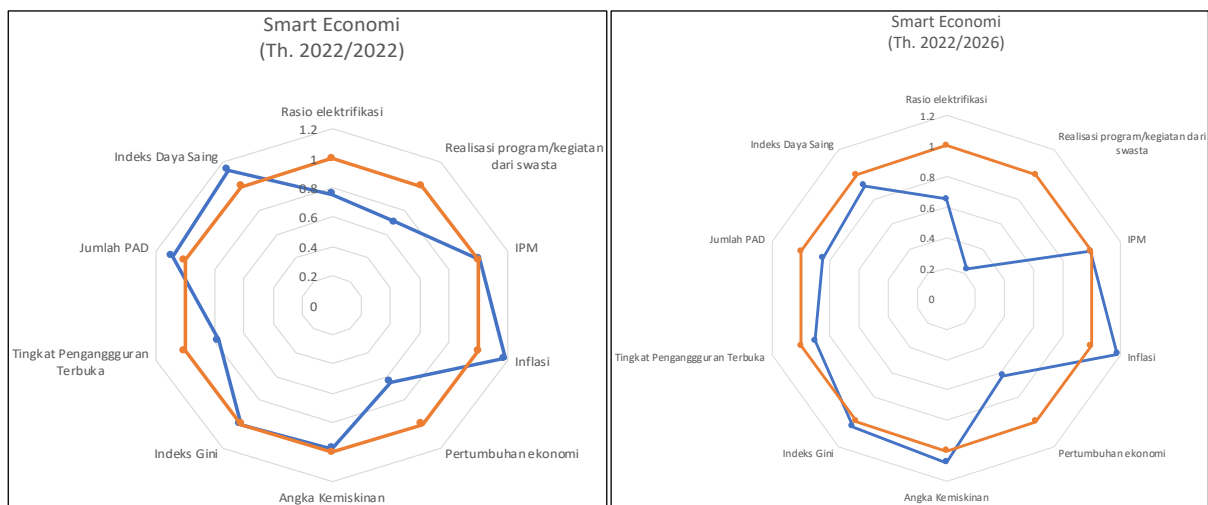 Smart Economi
(Th. 2022/2022)
Rasio elektrifikasi
Realisasi program/kegiatan
dari swasta
IPM
Inflasi
Pertumbuhan ekonomi
Angka Kemiskinan
Indeks Gini
Tingkat Penganggguran
Terbuka
Jumlah PAD
Indeks Daya Saing
1.2
1
0.8
0.6
0.4
0.2
0
Smart Economi
(Th. 2022/2026)
Rasio elektrifikasi
Realisasi program/kegiatan dari
swasta
IPM
Inflasi
Pertumbuhan ekonomi
Angka Kemiskinan
Indeks Gini
Tingkat Penganggguran Terbuka
Jumlah PAD
Indeks Daya Saing
1.2
1
0.8
0.6
0.4
0.2
0